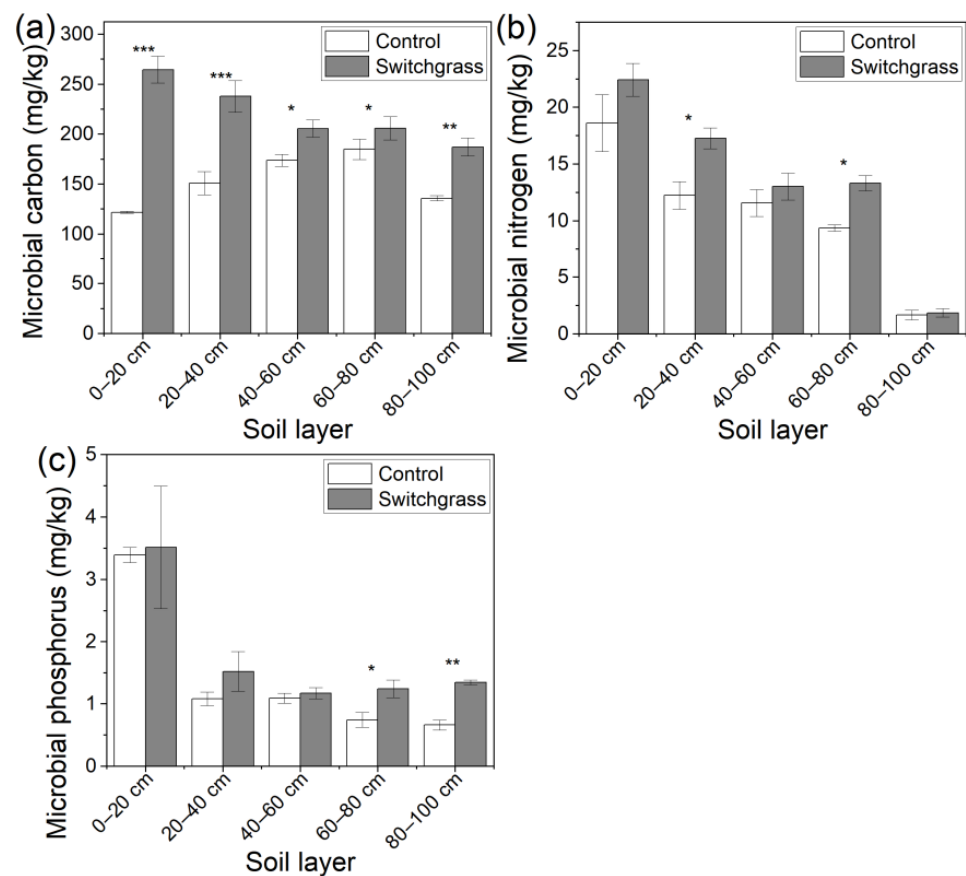 (a)
Microbial carbon (mg/kg)
300
250
200
150
100
50
0
Control
Switchgrass
***
***
*
*
**
0–20 cm
20–40 cm
40–60 cm
60–80 cm
80–100 cm
Soil layer
(b)
Microbial nitrogen (mg/kg)
25
20
15
10
5
0
Control
Switchgrass
*
*
0–20 cm
20–40 cm
40–60 cm
60–80 cm
80–100 cm
Soil layer
(c)
Microbial phosphorus (mg/kg)
5
4
3
2
1
0
Control
Switchgrass
*
**
0–20 cm
20–40 cm
40–60 cm
60–80 cm
80–100 cm
Soil layer